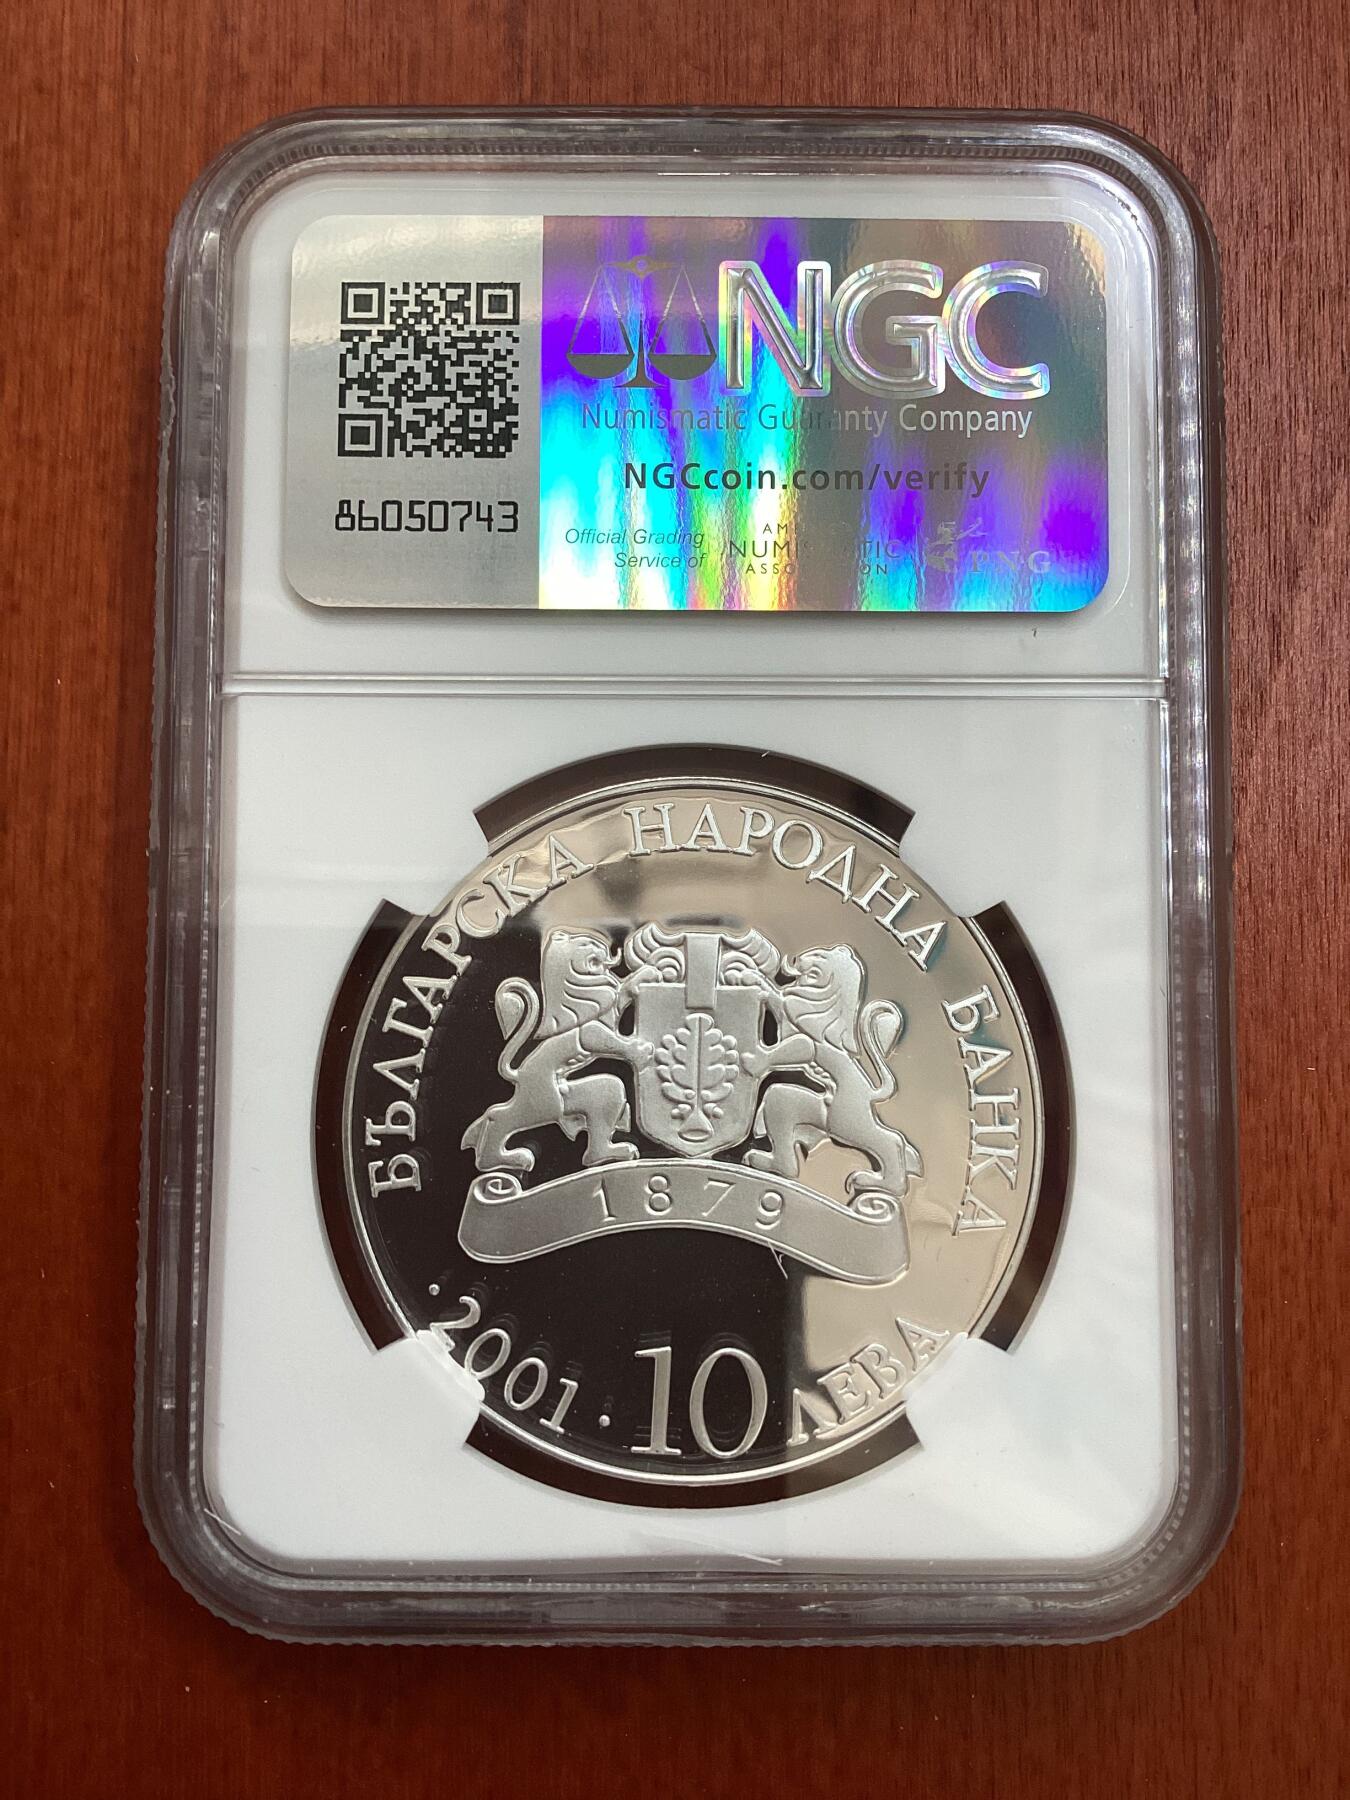 NGC
Numismatic Guaranty Company
NGCcoin.com/verify
86050743
Official Grading
Service of
NUMISMATIC
PNG
БЪЛГАРСКА НАРОДНА БАНКА
1879
·2001·10 ЛЕВА